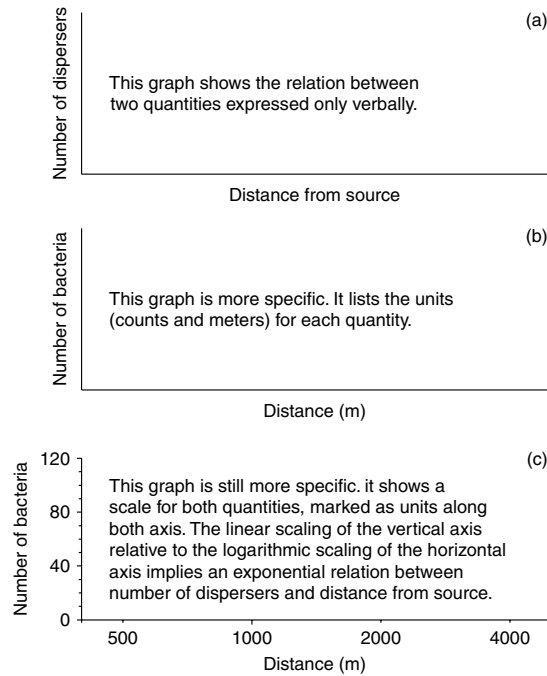 (a)
Number of dispersers
This graph shows the relation between
two quantities expressed only verbally.
Distance from source
(b)
Number of bacteria
This graph is more specific. It lists the units
(counts and meters) for each quantity.
Distance (m)
(c)
Number of bacteria
120
80
40
0
This graph is still more specific. it shows a
scale for both quantities, marked as units along
both axis. The linear scaling of the vertical axis
relative to the logarithmic scaling of the horizontal
axis implies an exponential relation between
number of dispersers and distance from source.
500 1000 2000 4000
Distance (m)